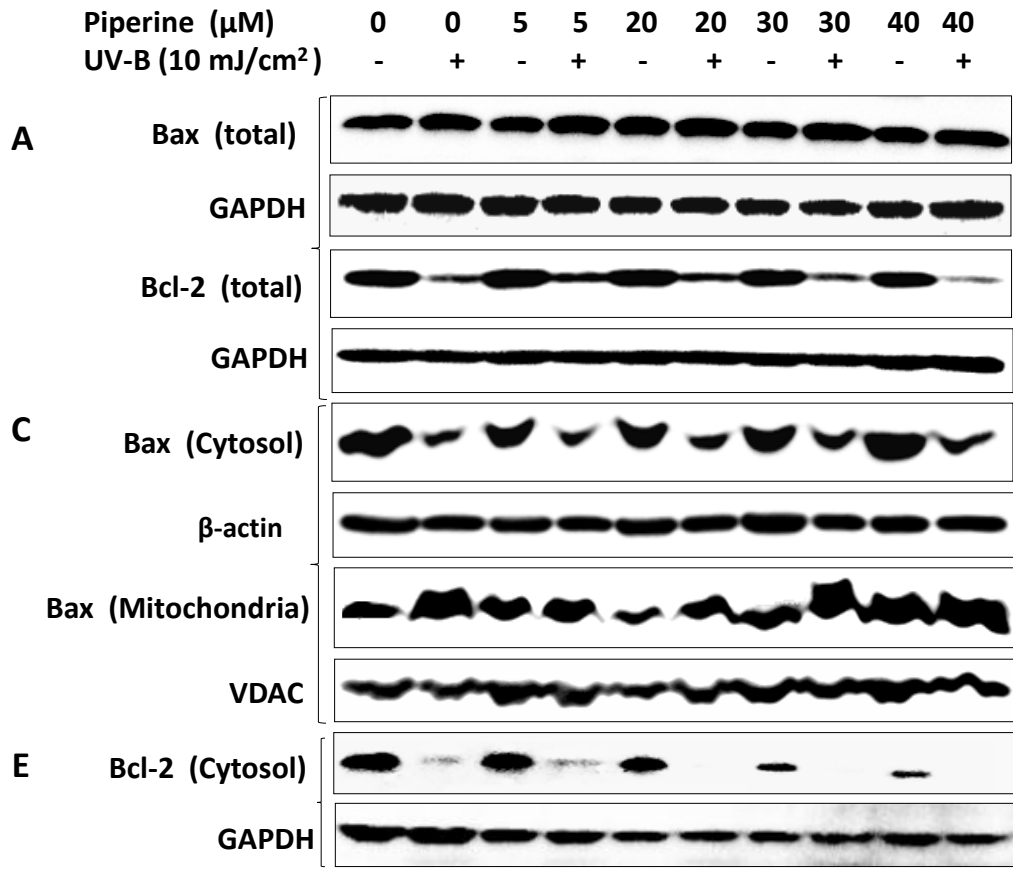 Piperine (μM) 0 0 5 5 20 20 30 30 40 40
UV-B (10 mJ/cm²) - + - + - + - + - +
A
Bax (total)
GAPDH
Bcl-2 (total)
GAPDH
C
Bax (Cytosol)
β-actin
Bax (Mitochondria)
VDAC
E
Bcl-2 (Cytosol)
GAPDH